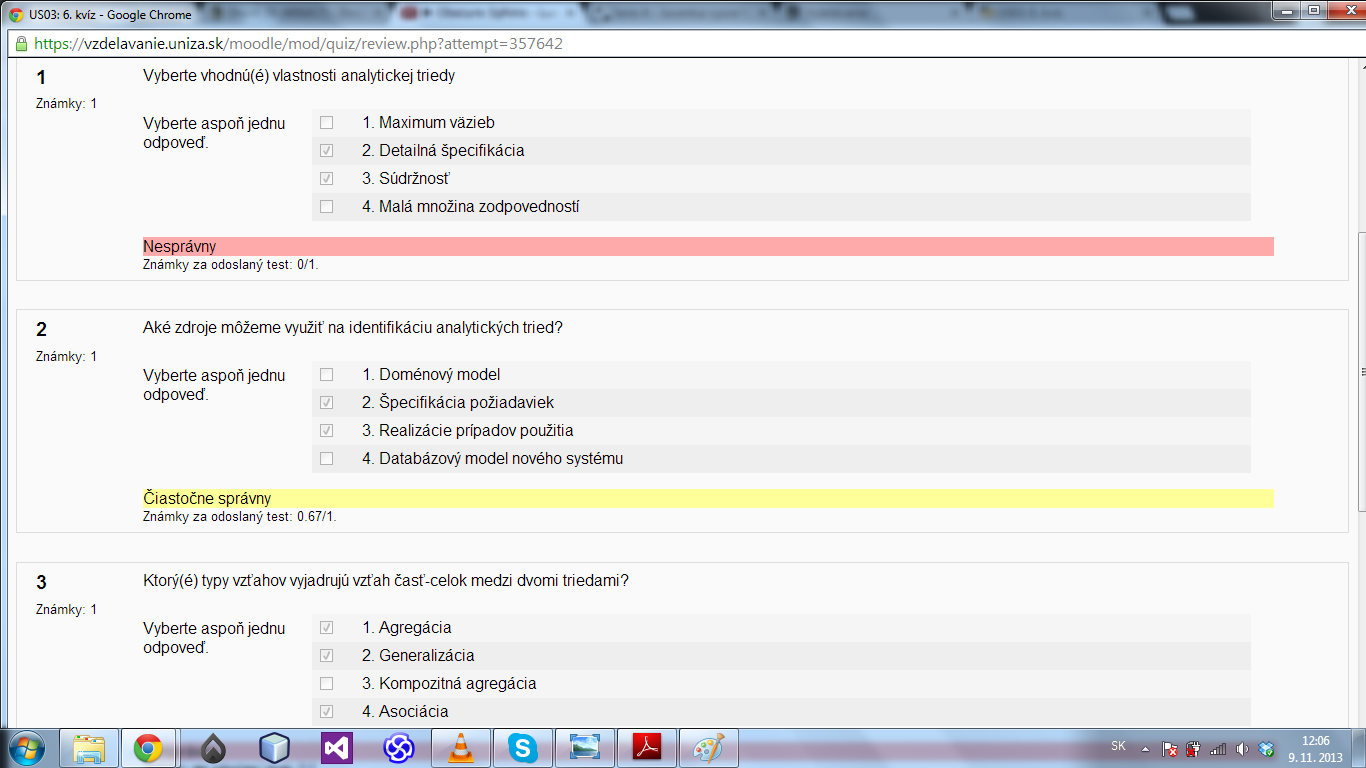 US03: 6. kvíz - Google Chrome
https://vzdelavanie.uniza.sk/moodle/mod/quiz/review.php?attempt=357642
1
Vyberte vhodnú(é) vlastnosti analytickej triedy
Známky: 1
Vyberte aspoň jednu
odpoveď.
1. Maximum väzieb
2. Detailná špecifikácia
3. Súdržnosť
4. Malá množina zodpovedností
Nesprávny
Známky za odoslaný test: 0/1.
2
Aké zdroje môžeme využiť na identifikáciu analytických tried?
Známky: 1
Vyberte aspoň jednu
odpoveď.
1. Doménový model
2. Špecifikácia požiadaviek
3. Realizácie prípadov použitia
4. Databázový model nového systému
Čiastočne správny
Známky za odoslaný test: 0.67/1.
3
Ktorý(é) typy vzťahov vyjadrujú vzťah časť-celok medzi dvomi triedami?
Známky: 1
Vyberte aspoň jednu
odpoveď.
1. Agregácia
2. Generalizácia
3. Kompozitná agregácia
4. Asociácia
SK
12:06
9. 11. 2013